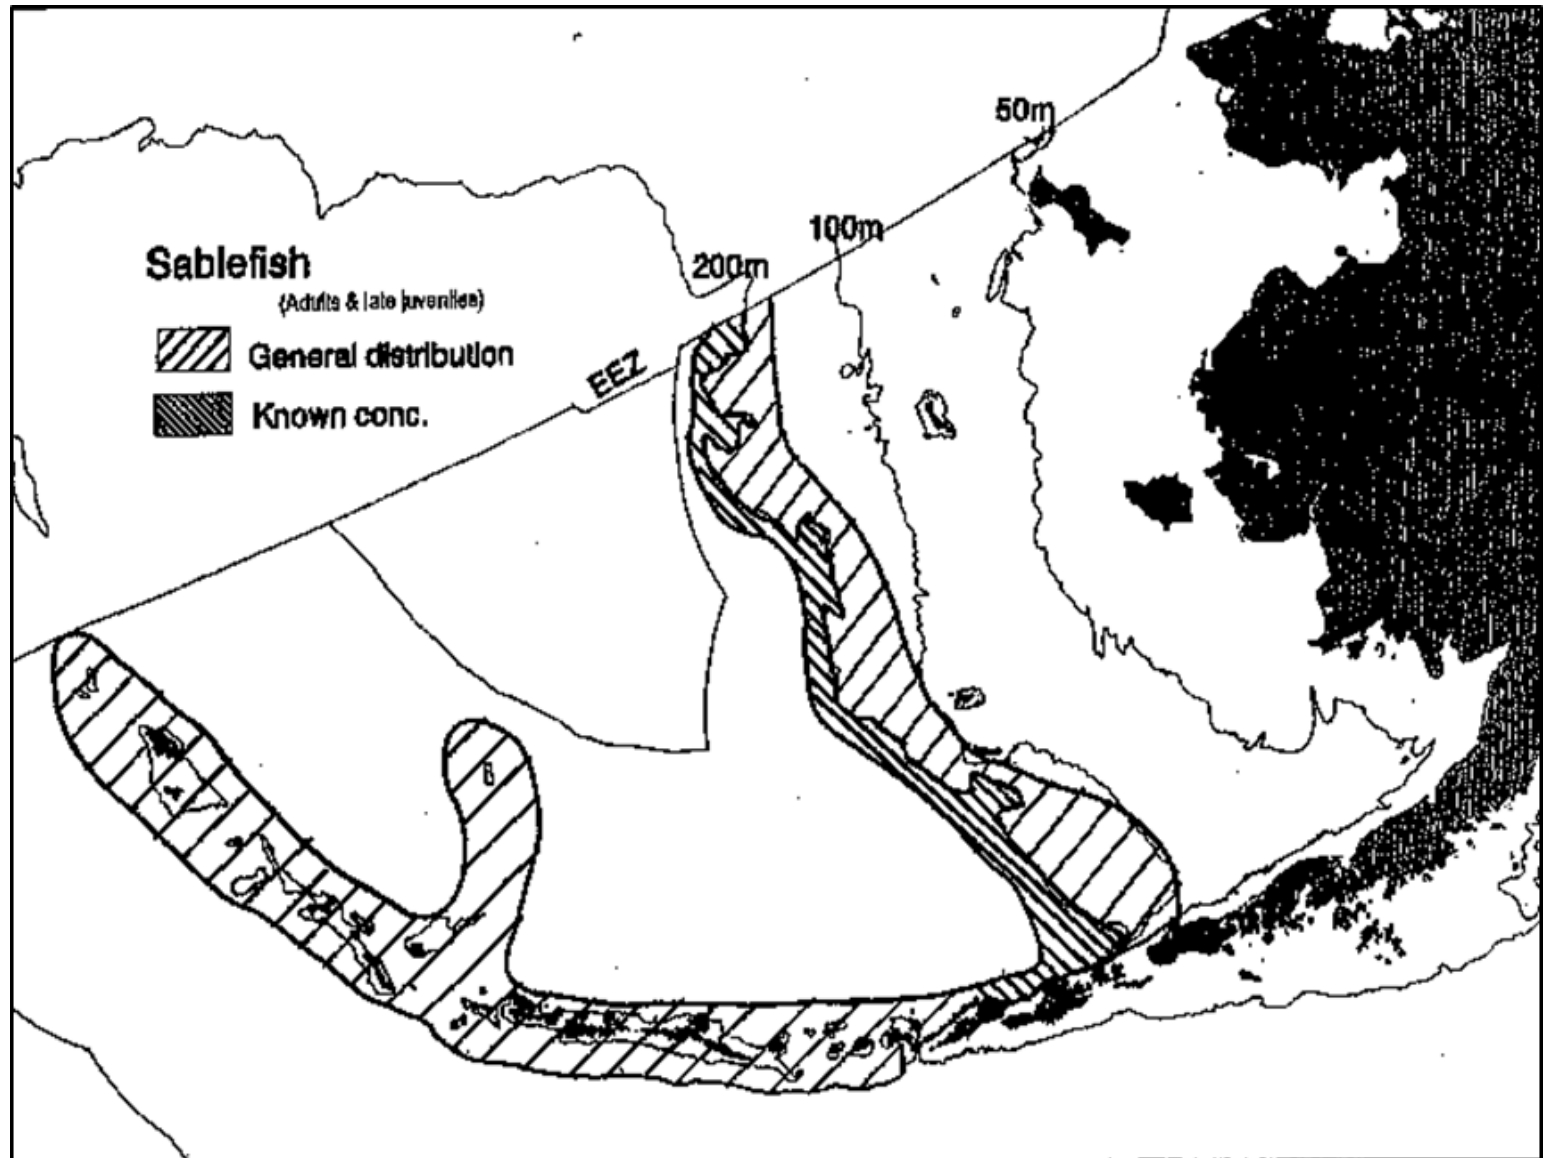 50m
100m
200m
Sablefish
(Adults & late juveniles)
General distribution
EEZ
Known conc.